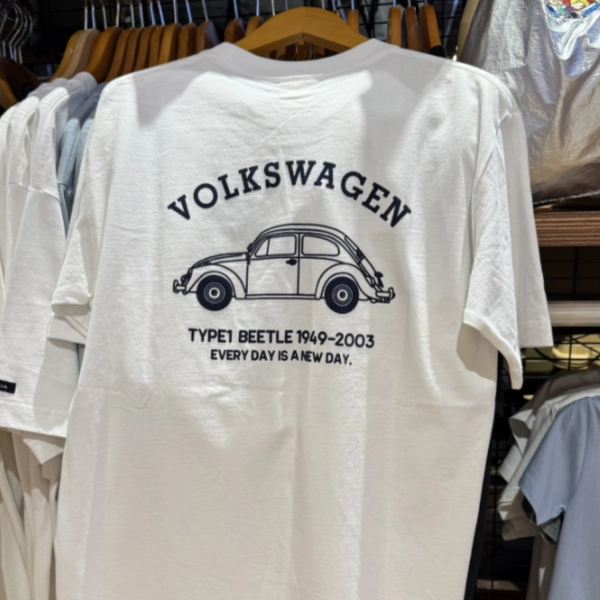 VOLKSWAGEN
TYPE1 BEETLE 1949-2003
EVERY DAY IS A NEW DAY.